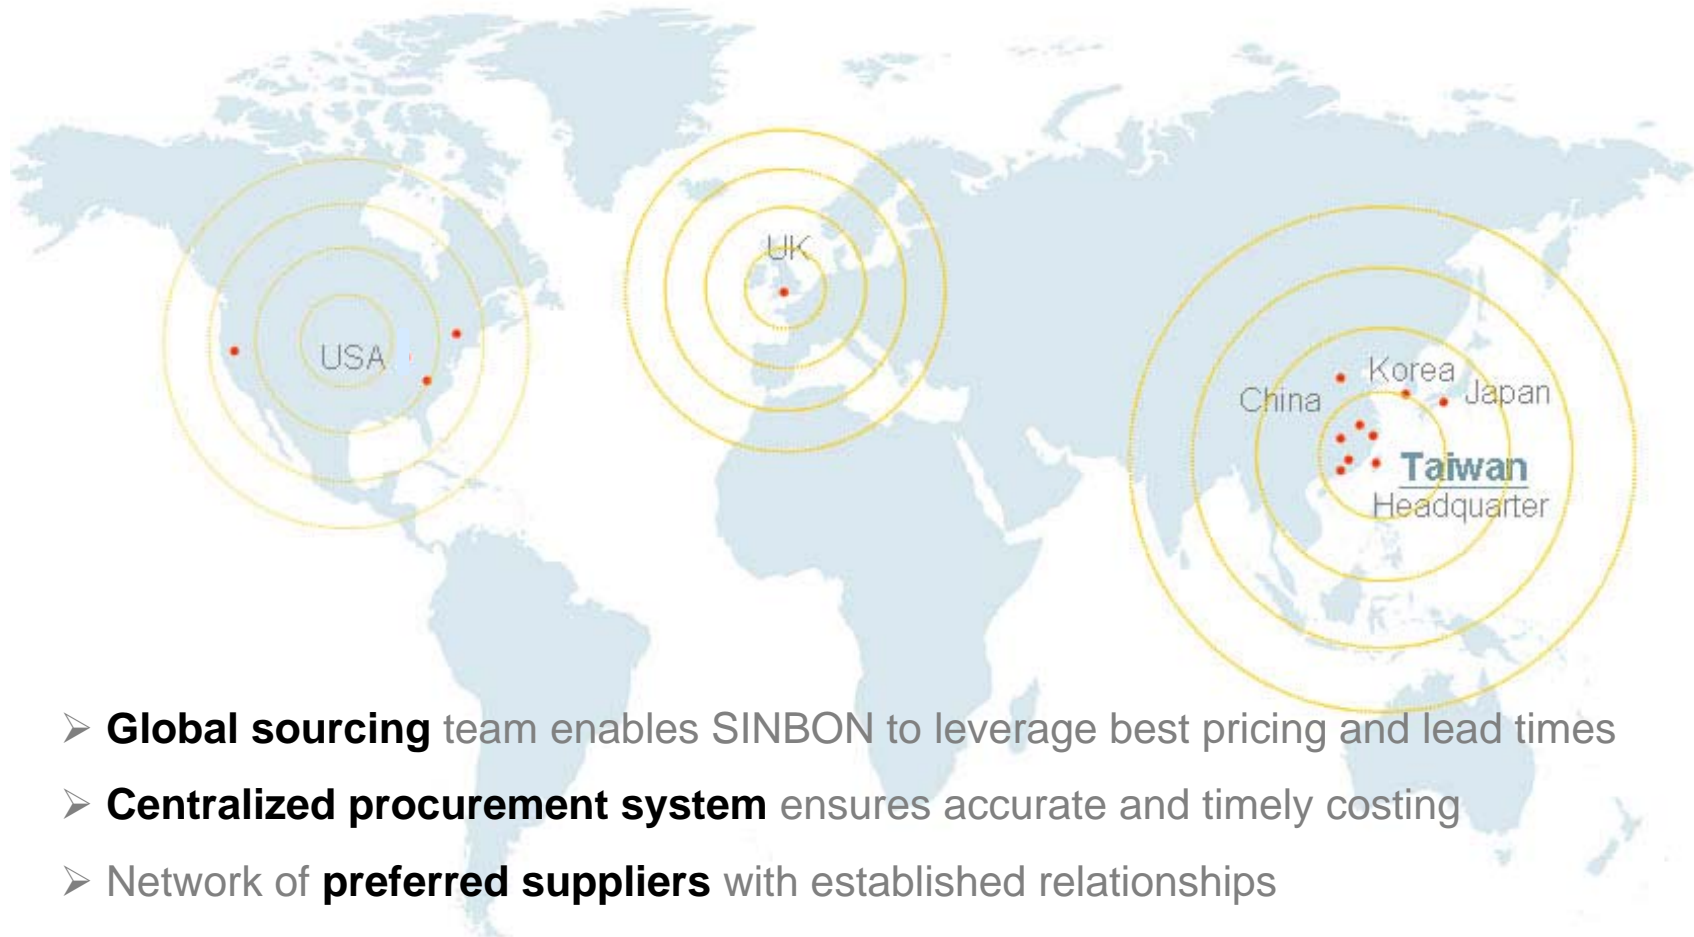 UK
USA
Korea
China
Japan
Taiwan
Headquarter
➢ Global sourcing team enables SINBON to leverage best pricing and lead times
➢ Centralized procurement system ensures accurate and timely costing
➢ Network of preferred suppliers with established relationships